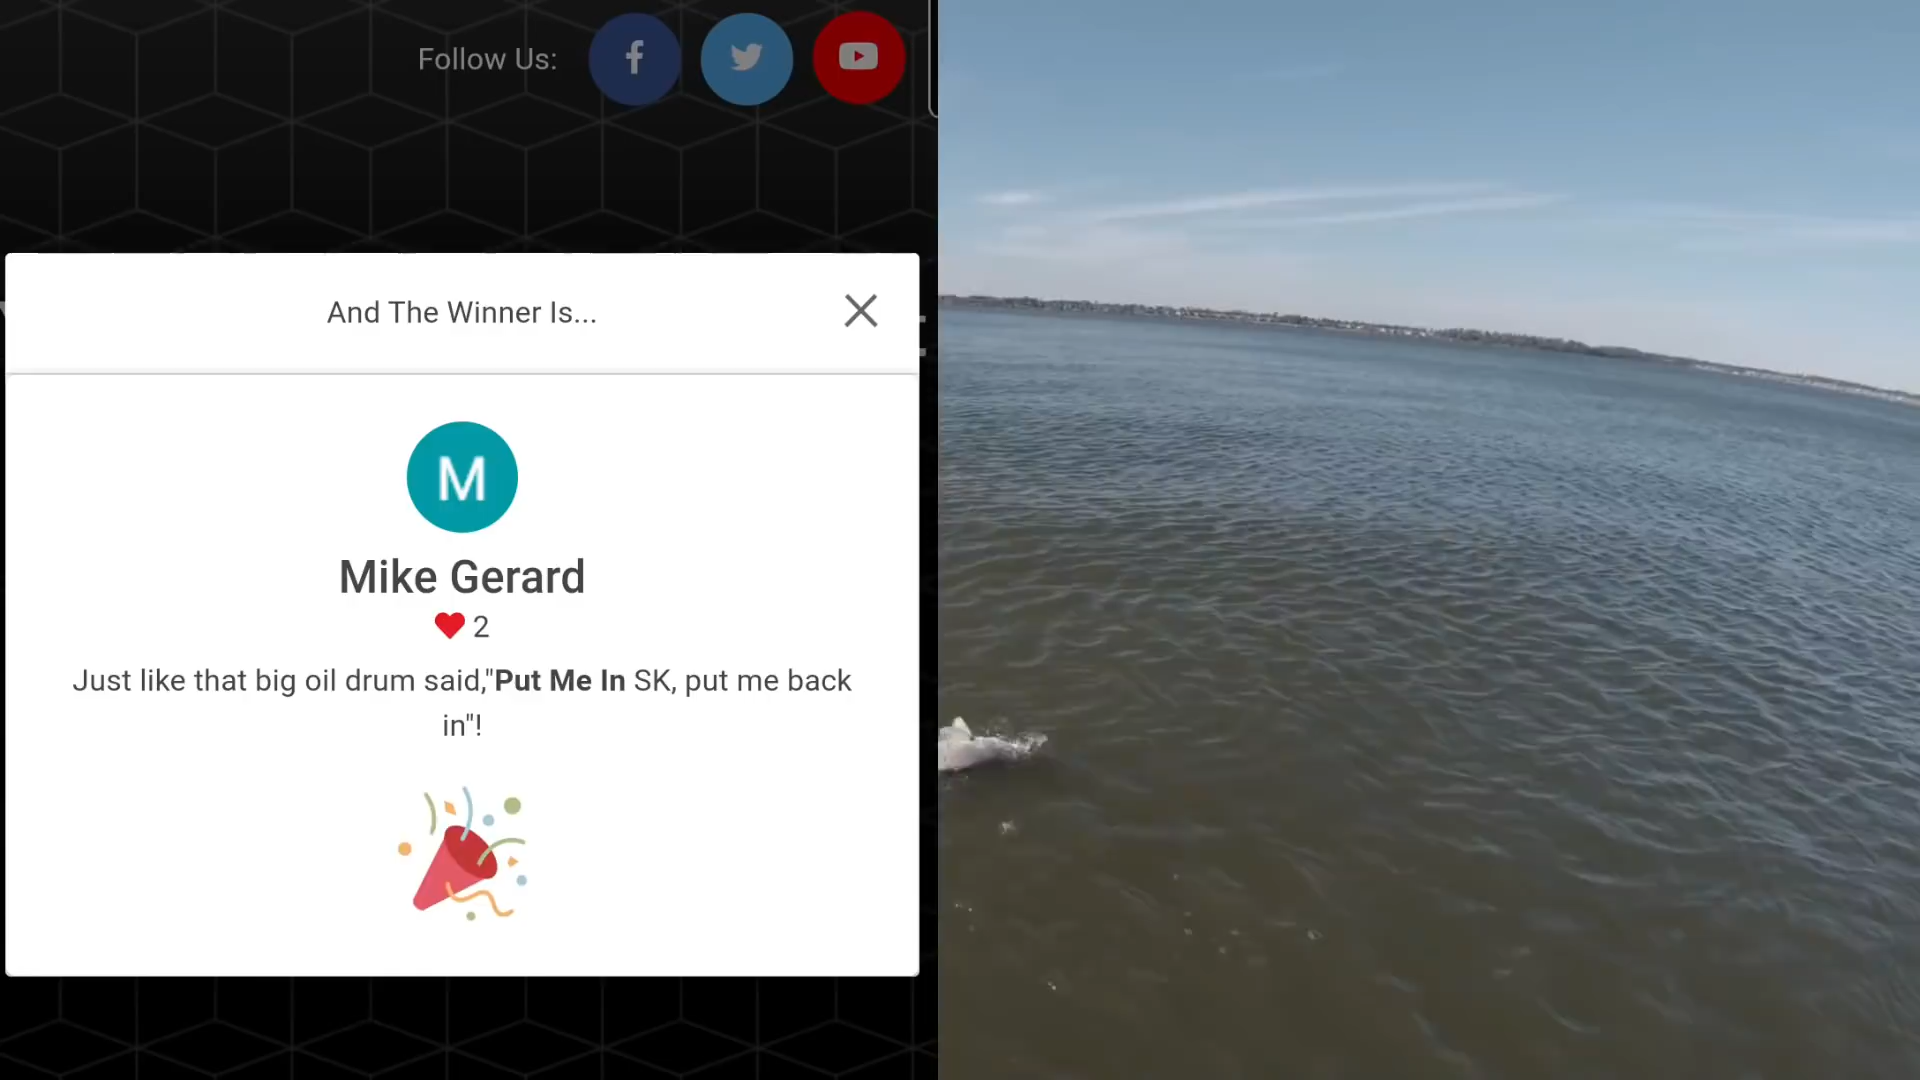 Follow Us:
And The Winner Is...
M
Mike Gerard
2
Just like that big oil drum said,"Put Me In SK, put me back
in"!